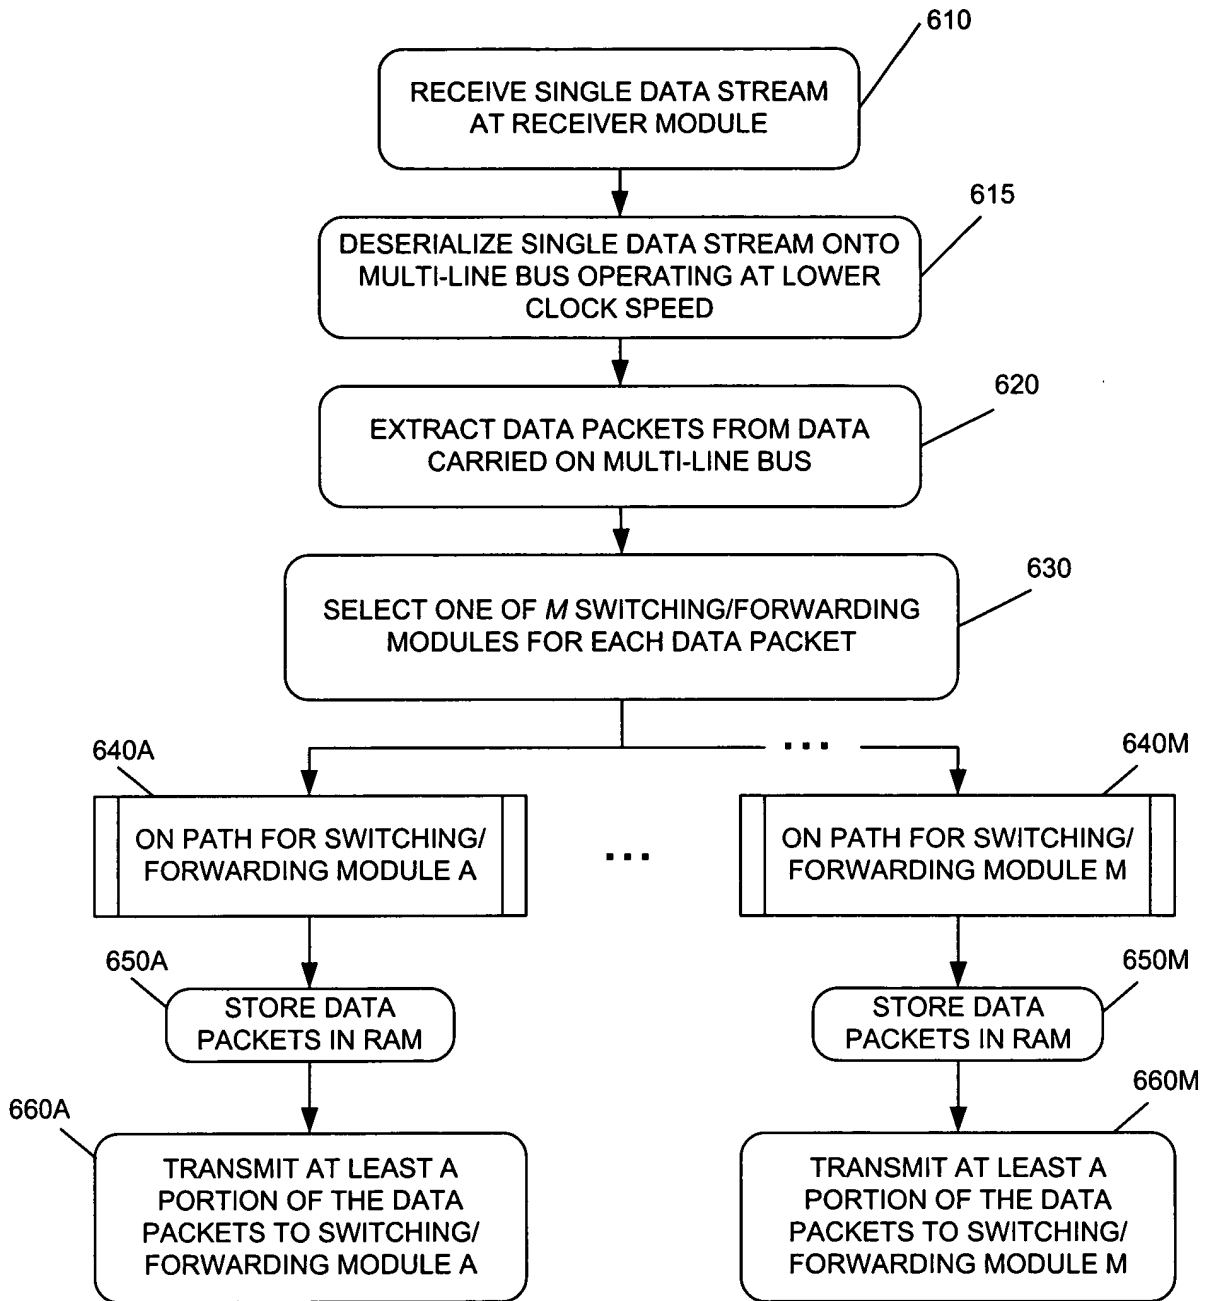 610
RECEIVE SINGLE DATA STREAM
AT RECEIVER MODULE
615
DESERIALIZE SINGLE DATA STREAM ONTO
MULTI-LINE BUS OPERATING AT LOWER
CLOCK SPEED
620
EXTRACT DATA PACKETS FROM DATA
CARRIED ON MULTI-LINE BUS
630
SELECT ONE OF M SWITCHING/FORWARDING
MODULES FOR EACH DATA PACKET
...
640A
640M
ON PATH FOR SWITCHING/
FORWARDING MODULE A
...
ON PATH FOR SWITCHING/
FORWARDING MODULE M
650A
650M
STORE DATA
PACKETS IN RAM
STORE DATA
PACKETS IN RAM
660A
660M
TRANSMIT AT LEAST A
PORTION OF THE DATA
PACKETS TO SWITCHING/
FORWARDING MODULE A
TRANSMIT AT LEAST A
PORTION OF THE DATA
PACKETS TO SWITCHING/
FORWARDING MODULE M